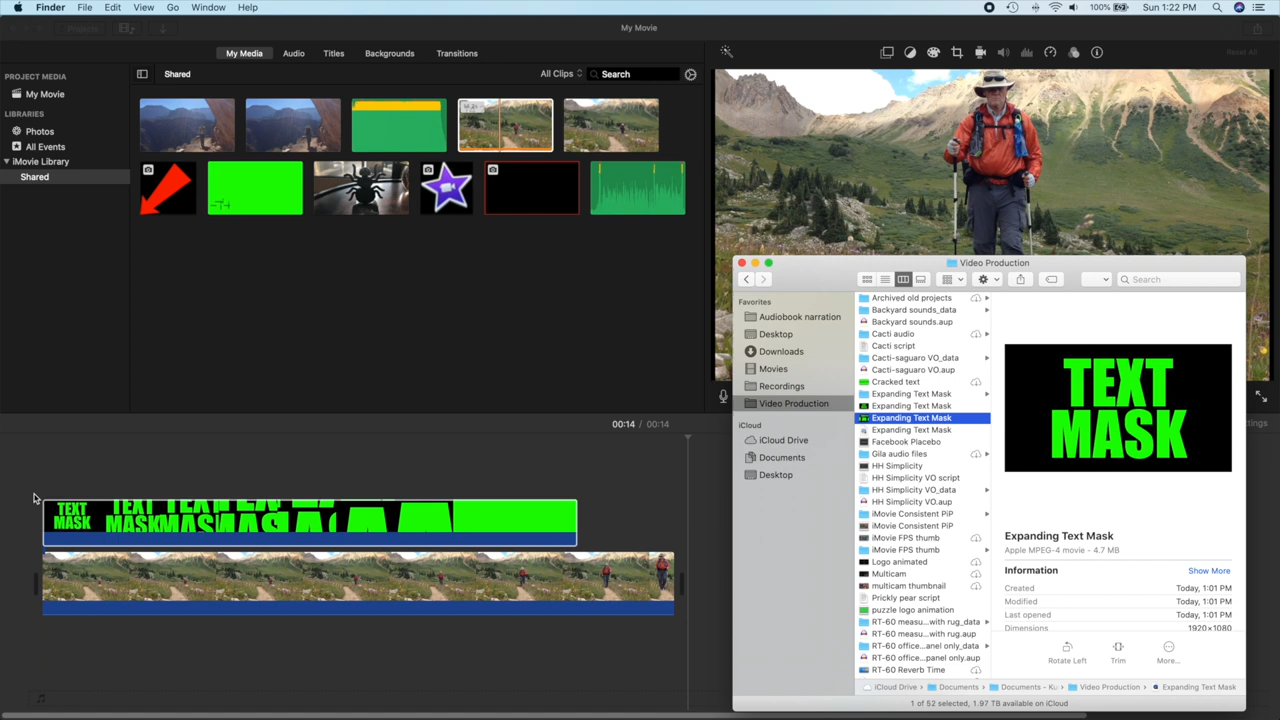 Finder File Edit View Go Window Help 100% Sun 1:22 PM
Projects My Movie
My Media Audio Titles Backgrounds Transitions Reset All
PROJECT MEDIA
My Movie
LIBRARIES
Photos
All Events
iMovie Library
Shared
Shared All Clips Search
00:14 / 00:14
TEXT MASK
Video Production
Search
Favorites
Audiobook narration
Desktop
Downloads
Movies
Recordings
Video Production
iCloud
iCloud Drive
Documents
Desktop
Archived old projects
Backyard sounds_data
Backyard sounds.aup
Cacti audio
Cacti script
Cacti-saguaro VO_data
Cacti-saguaro VO.aup
Cracked text
Expanding Text Mask
Expanding Text Mask
Expanding Text Mask
Expanding Text Mask
Facebook Placebo
Gila audio files
HH Simplicity
HH Simplicity VO script
HH Simplicity VO_data
HH Simplicity VO.aup
iMovie Consistent PiP
iMovie Consistent PiP
iMovie FPS thumb
iMovie FPS thumb
Logo animated
Multicam
multicam thumbnail
Prickly pear script
puzzle logo animation
RT-60 measu...with rug_data
RT-60 measu...with rug.aup
RT-60 office...anel only_data
RT-60 office...panel only.aup
RT-60 Reverb Time
TEXT
MASK
Expanding Text Mask
Apple MPEG-4 movie - 4.7 MB
Information Show More
Created Today, 1:01 PM
Modified Today, 1:01 PM
Last opened Today, 1:01 PM
Dimensions 1920×1080
Rotate Left Trim More...
iCloud Drive › Documents › Documents - Ku › Video Production › Expanding Text Mask
1 of 52 selected, 1.97 TB available on iCloud